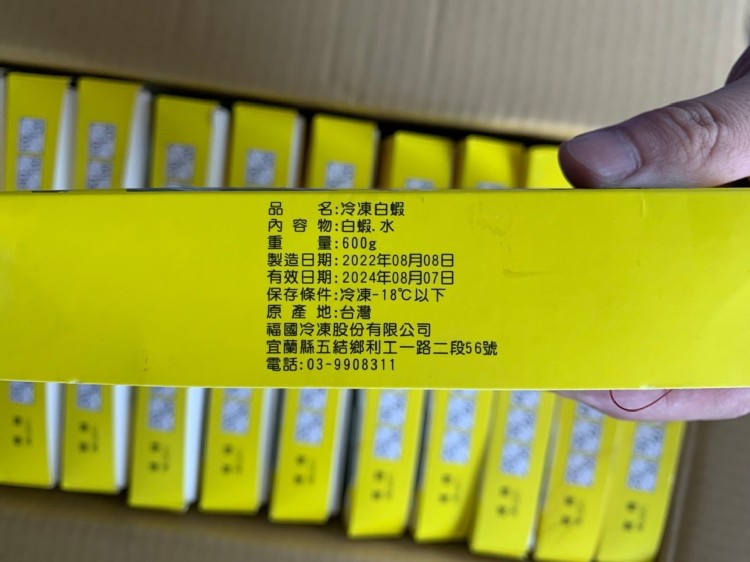 品　　名:冷凍白蝦
內 容 物:白蝦.水
重　　量:600g
製造日期:2022年08月08日
有效日期:2024年08月07日
保存條件:冷凍-18℃以下
原 產 地:台灣
福國冷凍股份有限公司
宜蘭縣五結鄉利工一路二段56號
電話:03-9908311